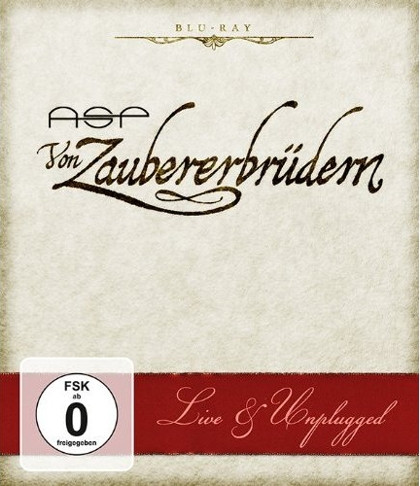 BLU-RAY
ASP
Von Zaubererbrüdern
FSK
ab
0
freigegeben
Live & Unplugged